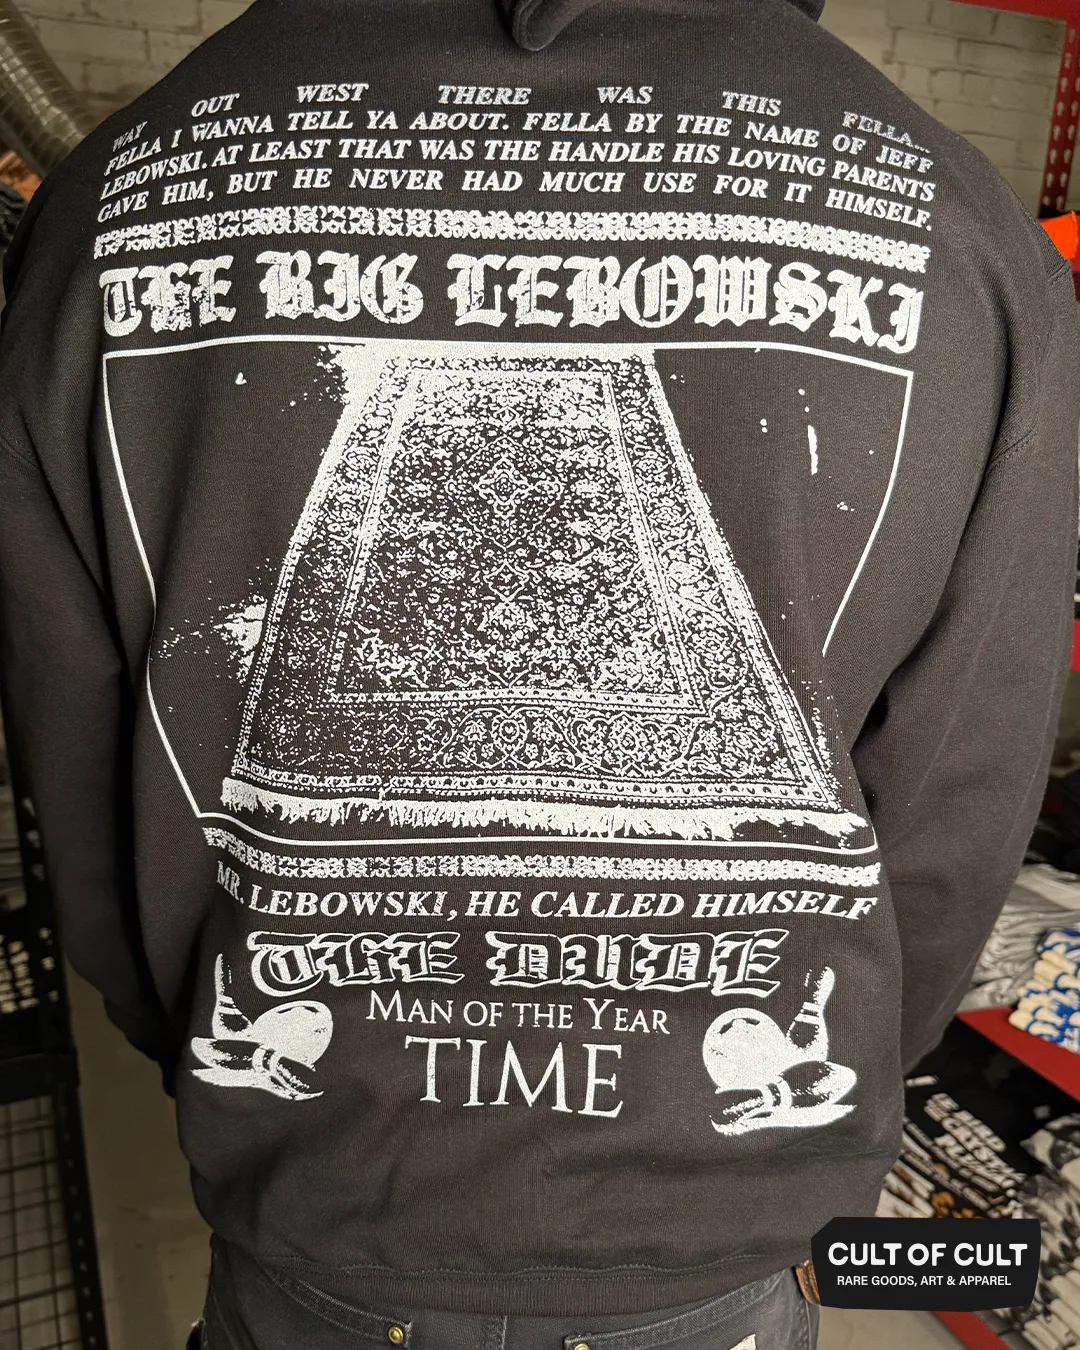 WAY OUT WEST THERE WAS THIS FELLA...
FELLA I WANNA TELL YA ABOUT. FELLA BY THE NAME OF JEFF
LEBOWSKI. AT LEAST THAT WAS THE HANDLE HIS LOVING PARENTS
GAVE HIM, BUT HE NEVER HAD MUCH USE FOR IT HIMSELF.
THE BIG LEBOWSKI
MR. LEBOWSKI, HE CALLED HIMSELF
THE DUDE
MAN OF THE YEAR
TIME
CULT OF CULT
RARE GOODS, ART & APPAREL